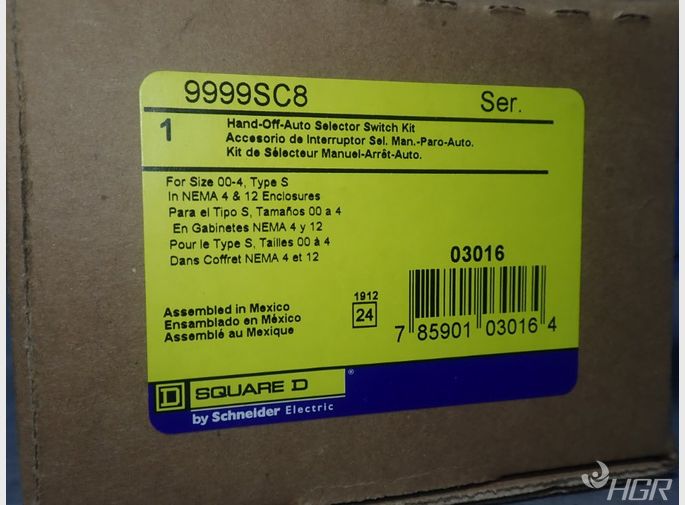 9999SC8 Ser.
1 Hand-Off-Auto Selector Switch Kit
Accesorio de Interruptor Sel. Man.-Paro-Auto.
Kit de Sélecteur Manuel-Arrêt-Auto.
For Size 00-4, Type S
In NEMA 4 & 12 Enclosures
Para el Tipo S, Tamaños 00 a 4
En Gabinetes NEMA 4 y 12
Pour le Type S, Tailles 00 à 4
Dans Coffret NEMA 4 et 12
03016
Assembled in Mexico
Ensamblado en México
Assemblé au Mexique
1912
24
7 85901 03016 4
D SQUARE D ®
by Schneider Electric
HGR